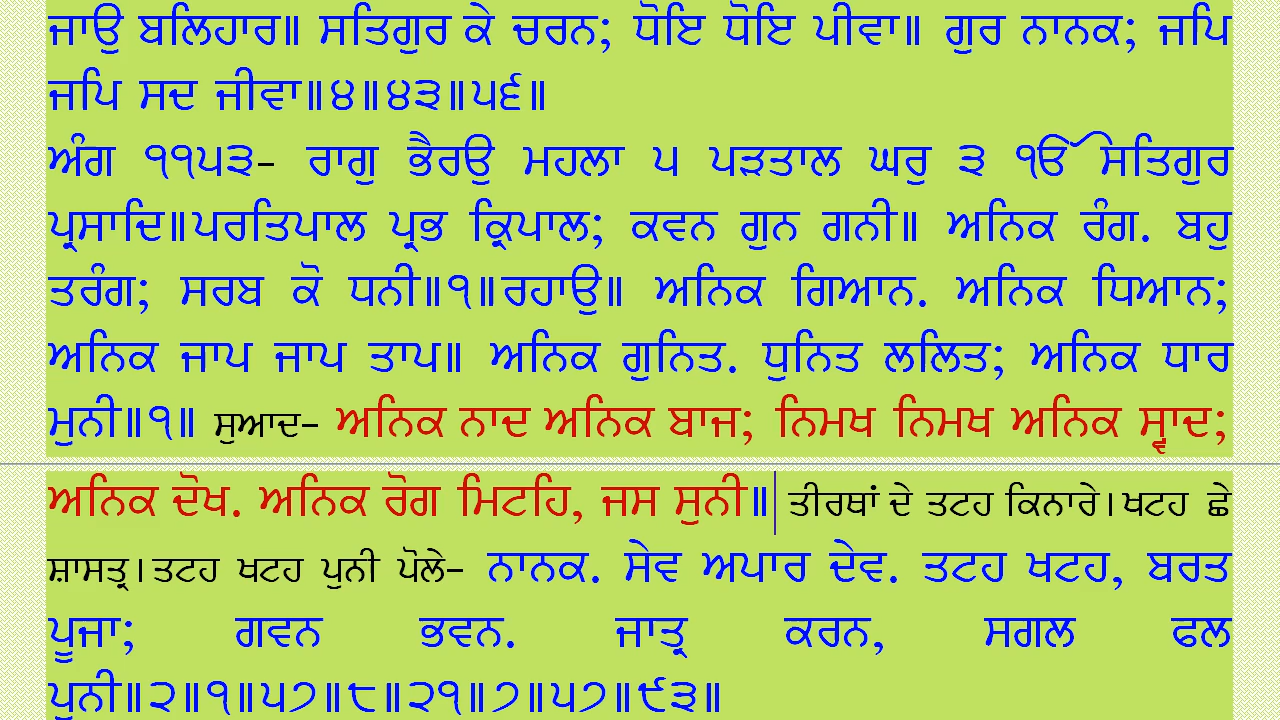 ਜਾਉ ਬਲਿਹਾਰ॥ ਸਤਿਗੁਰ ਕੇ ਚਰਨ; ਧੋਇ ਧੋਇ ਪੀਵਾ॥ ਗੁਰ ਨਾਨਕ; ਜਪਿ
ਜਪਿ ਸਦ ਜੀਵਾ॥੪॥੪੩॥੫੬॥
ਅੰਗ ੧੧੫੩- ਰਾਗੁ ਭੈਰਉ ਮਹਲਾ ੫ ਪੜਤਾਲ ਘਰੁ ੩ ੴ ਸਤਿਗੁਰ
ਪ੍ਰਸਾਦਿ॥ਪਰਤਿਪਾਲ ਪ੍ਰਭ ਕ੍ਰਿਪਾਲ; ਕਵਨ ਗੁਨ ਗਨੀ॥ ਅਨਿਕ ਰੰਗ. ਬਹੁ
ਤਰੰਗ; ਸਰਬ ਕੋ ਧਨੀ॥੧॥ਰਹਾਉ॥ ਅਨਿਕ ਗਿਆਨ. ਅਨਿਕ ਧਿਆਨ;
ਅਨਿਕ ਜਾਪ ਜਾਪ ਤਾਪ॥ ਅਨਿਕ ਗੁਨਿਤ. ਧੁਨਿਤ ਲਲਿਤ; ਅਨਿਕ ਧਾਰ
ਮੁਨੀ॥੧॥ ਸੁਆਦ- ਅਨਿਕ ਨਾਦ ਅਨਿਕ ਬਾਜ; ਨਿਮਖ ਨਿਮਖ ਅਨਿਕ ਸ੍ਵਾਦ;
ਅਨਿਕ ਦੋਖ. ਅਨਿਕ ਰੋਗ ਮਿਟਹਿ, ਜਸ ਸੁਨੀ॥ ਤੀਰਥਾਂ ਦੇ ਤਟਹ ਕਿਨਾਰੇ।ਖਟਹ ਛੇ
ਸ਼ਾਸਤ੍ਰ।ਤਟਹ ਖਟਹ ਪੁਨੀ ਪੋਲੇ- ਨਾਨਕ. ਸੇਵ ਅਪਾਰ ਦੇਵ. ਤਟਹ ਖਟਹ, ਬਰਤ
ਪੂਜਾ; ਗਵਨ ਭਵਨ. ਜਾਤ੍ਰ ਕਰਨ, ਸਗਲ ਫਲ
ਪੁਨੀ॥੨॥੧॥੫੭॥੮॥੨੧॥੭॥੫੭॥੯੩॥